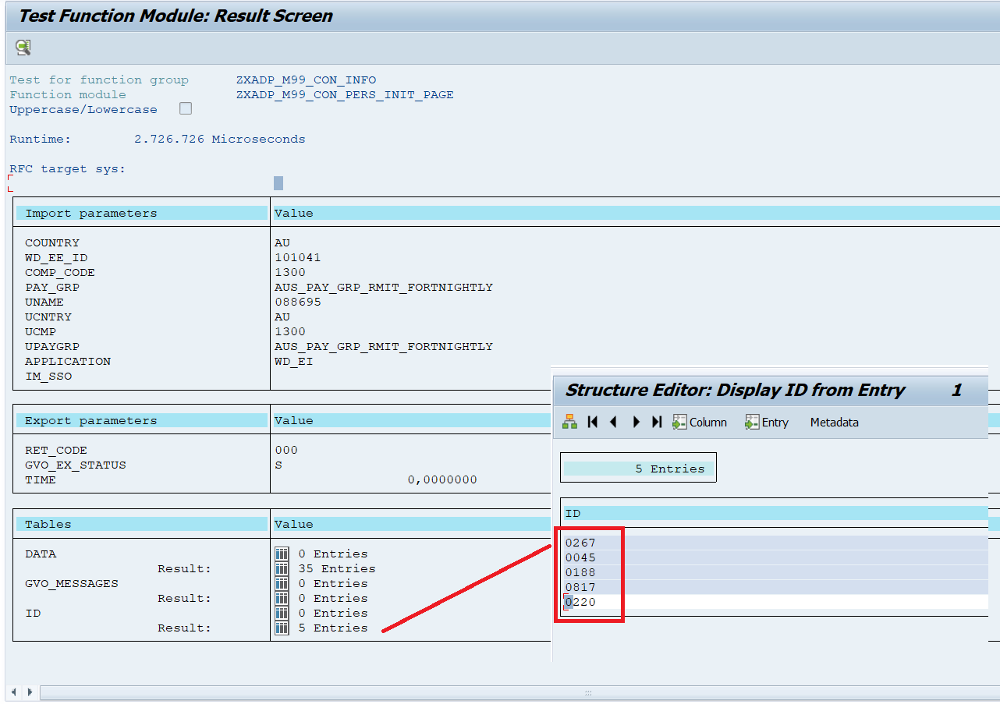 Test Function Module: Result Screen
Test for function group ZXADP_M99_CON_INFO
Function module ZXADP_M99_CON_PERS_INIT_PAGE
Uppercase/Lowercase
Runtime: 2.726.726 Microseconds
RFC target sys:
Import parameters Value
COUNTRY AU
WD_EE_ID 101041
COMP_CODE 1300
PAY_GRP AUS_PAY_GRP_RMIT_FORTNIGHTLY
UNAME 088695
UCNTRY AU
UCMP 1300
UPAYGRP AUS_PAY_GRP_RMIT_FORTNIGHTLY
APPLICATION WD_EI
IM_SSO
Export parameters Value
RET_CODE 000
GVO_EX_STATUS S
TIME 0,0000000
Tables Value
DATA 0 Entries
Result: 35 Entries
GVO_MESSAGES 0 Entries
Result: 0 Entries
ID 0 Entries
Result: 5 Entries
Structure Editor: Display ID from Entry 1
Column Entry Metadata
5 Entries
ID
0267
0045
0188
0817
0220